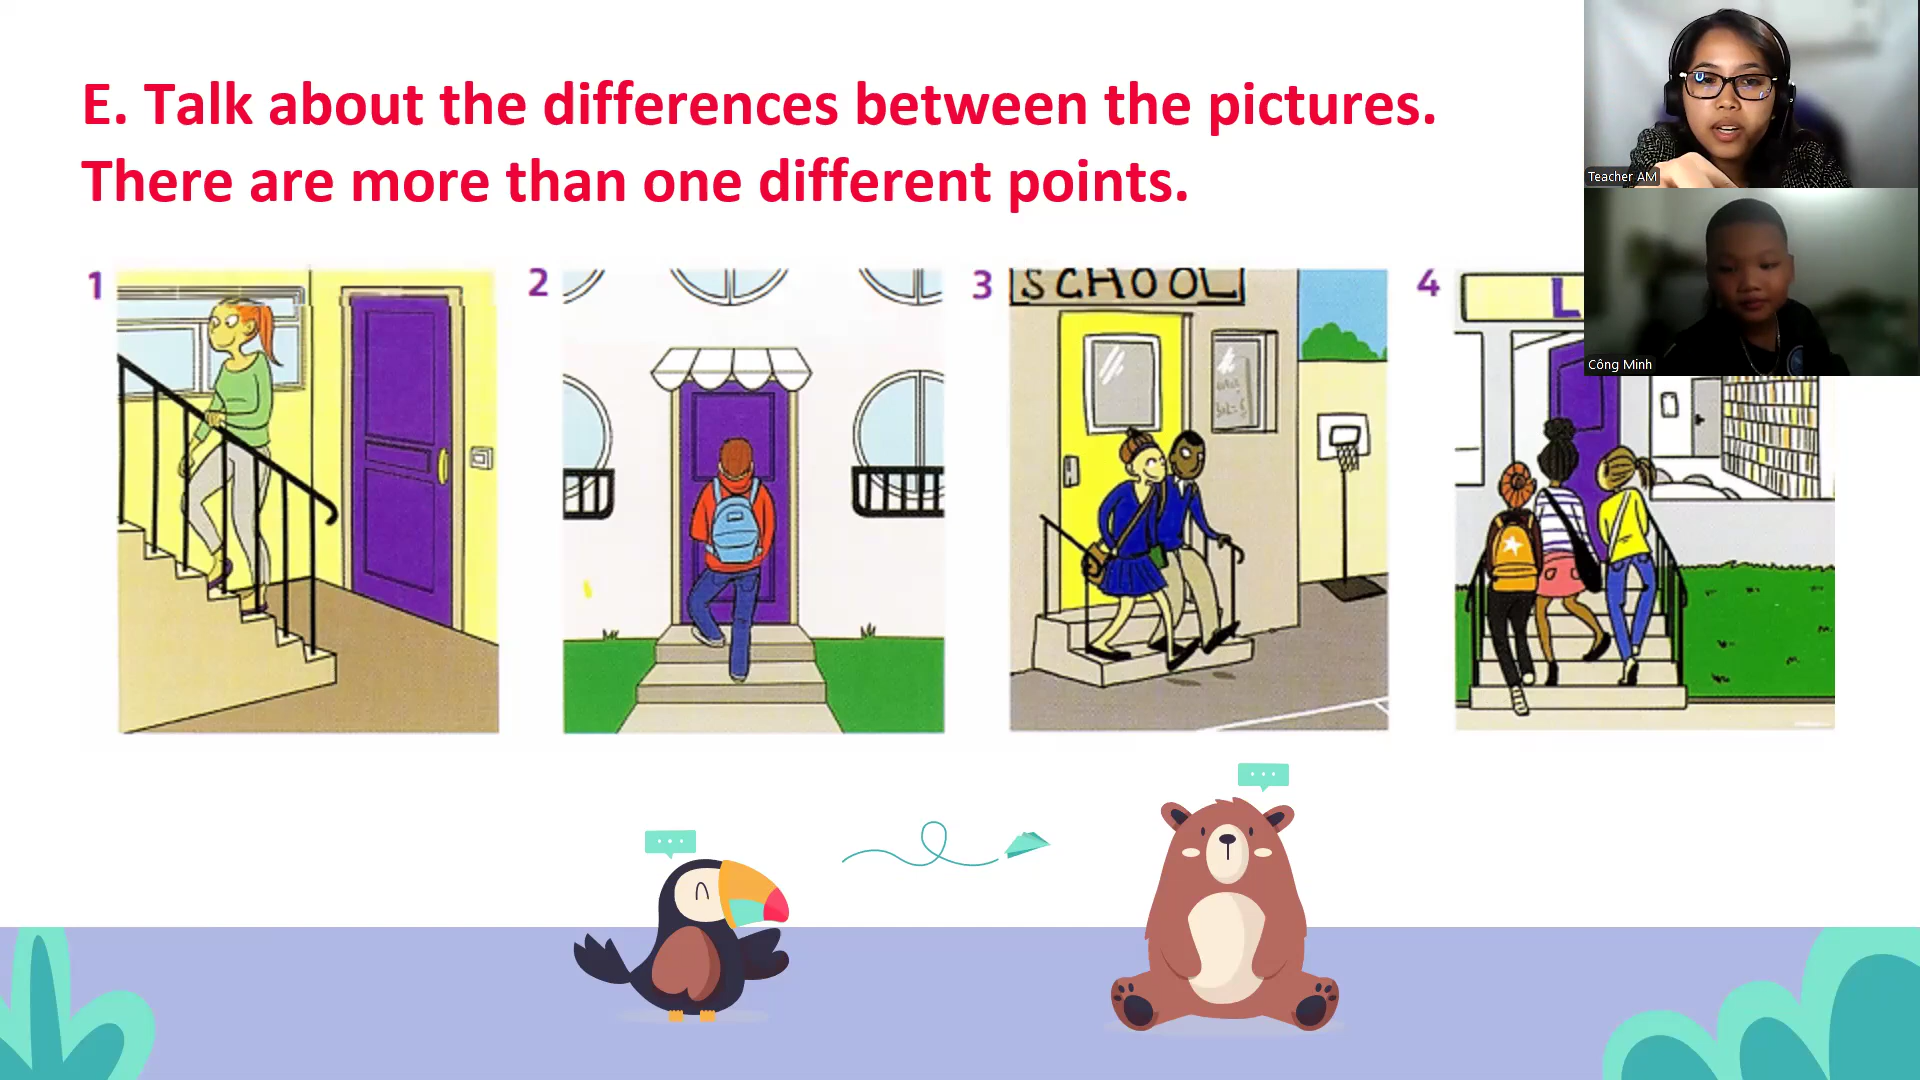 E. Talk about the differences between the pictures.
There are more than one different points.
1
2
3
4
SCHOOL
L
Teacher AM
Công Minh